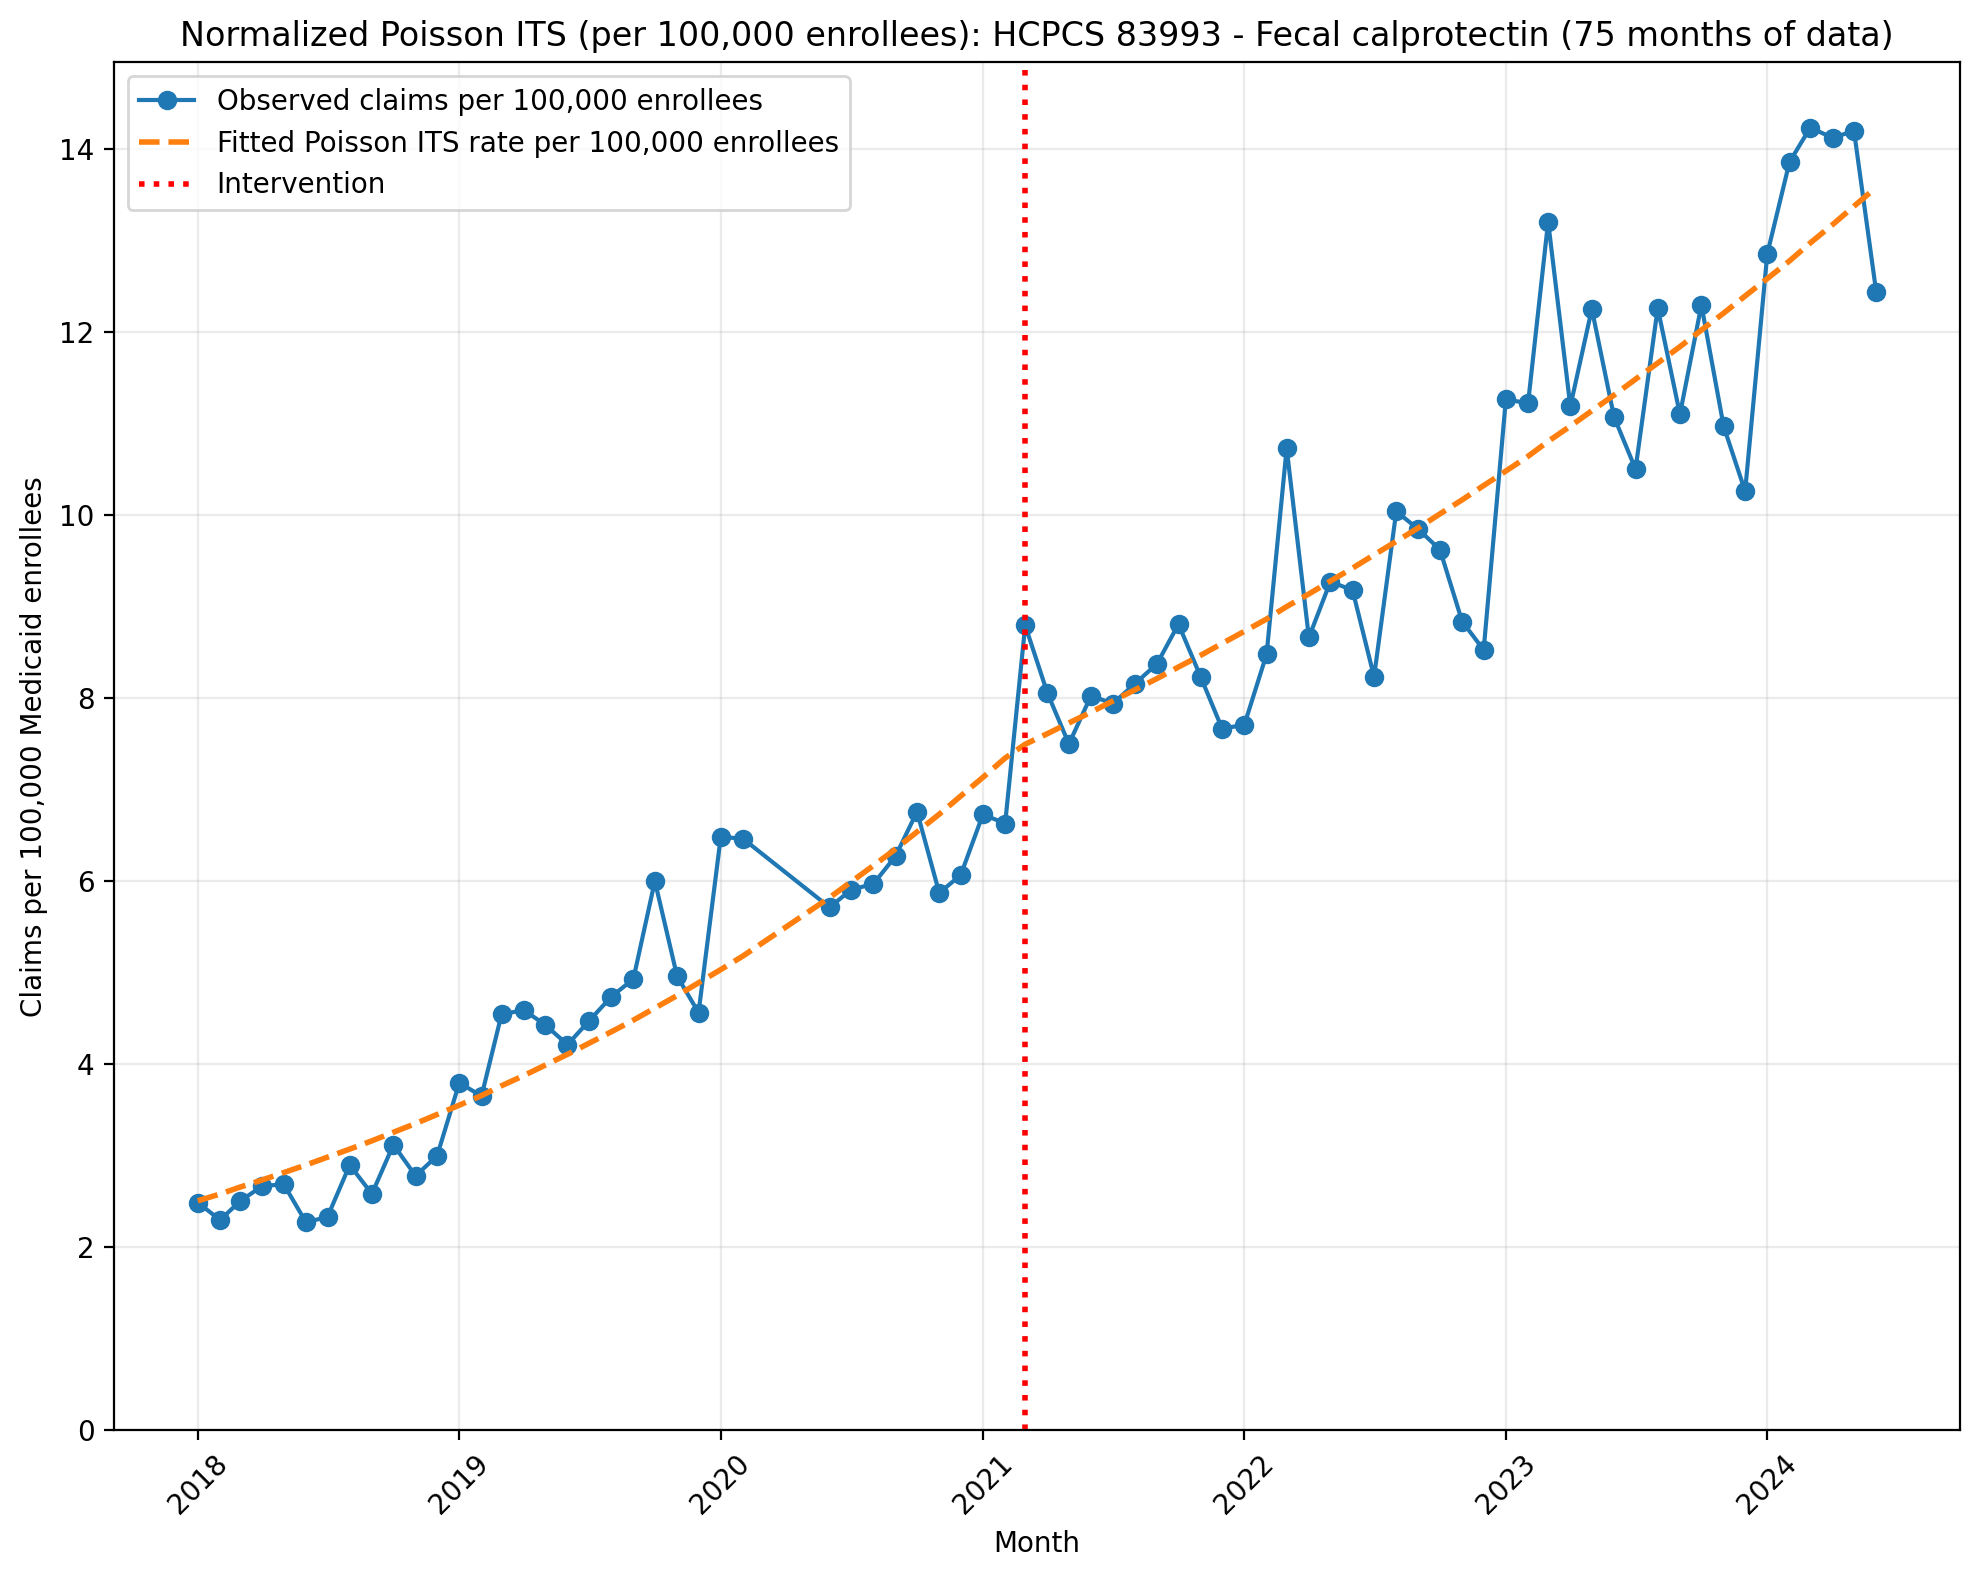 Normalized Poisson ITS (per 100,000 enrollees): HCPCS 83993 - Fecal calprotectin (75 months of data)
Observed claims per 100,000 enrollees
Fitted Poisson ITS rate per 100,000 enrollees
Intervention
Claims per 100,000 Medicaid enrollees
14
12
10
8
6
4
2
0
2018
2019
2020
2021
2022
2023
2024
Month